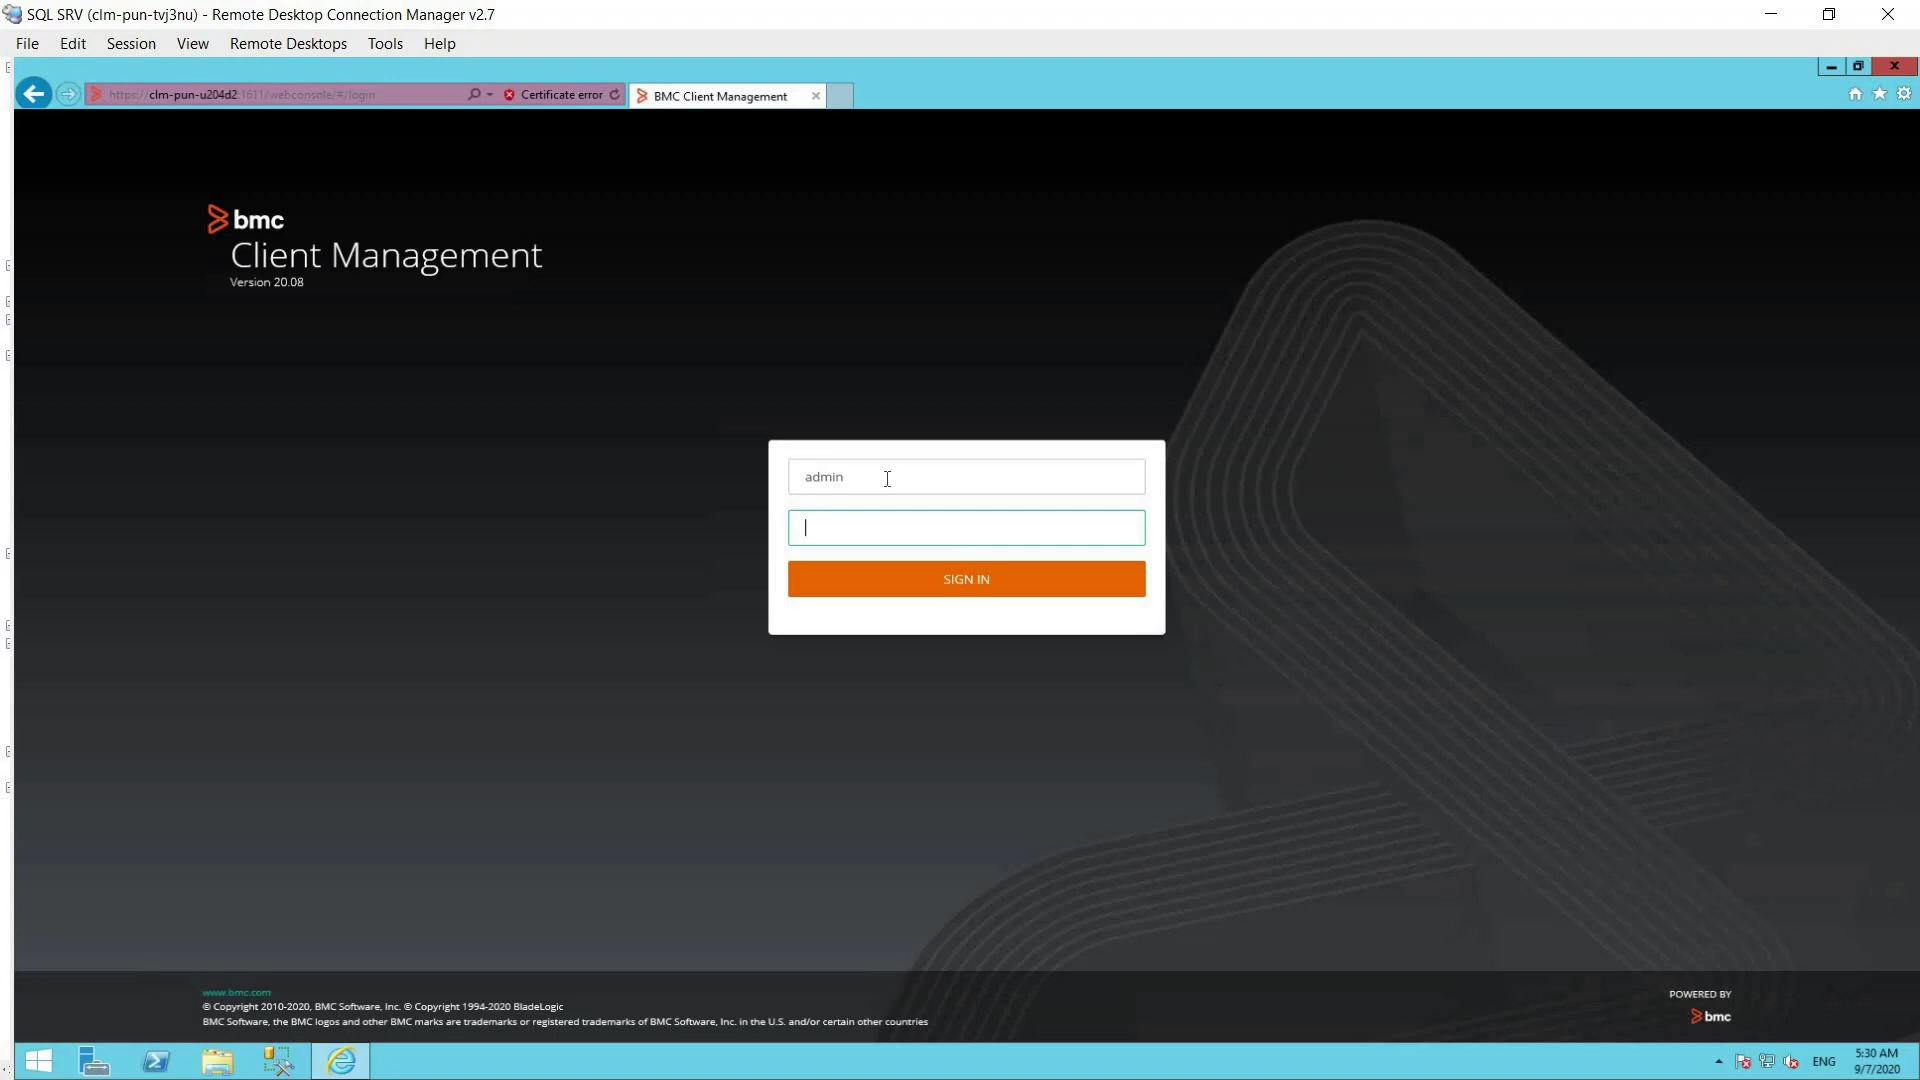 SQL SRV (clm-pun-tvj3nu) - Remote Desktop Connection Manager v2.7
File Edit Session View Remote Desktops Tools Help
https://clm-pun-u204d2:1611/webconsole/#/login Certificate error BMC Client Management
bmc
Client Management
Version 20.08
admin
SIGN IN
www.bmc.com
© Copyright 2010-2020, BMC Software, Inc. © Copyright 1994-2020 BladeLogic
BMC Software, the BMC logos and other BMC marks are trademarks or registered trademarks of BMC Software, Inc. in the U.S. and/or certain other countries
POWERED BY
bmc
ENG
5:30 AM
9/7/2020